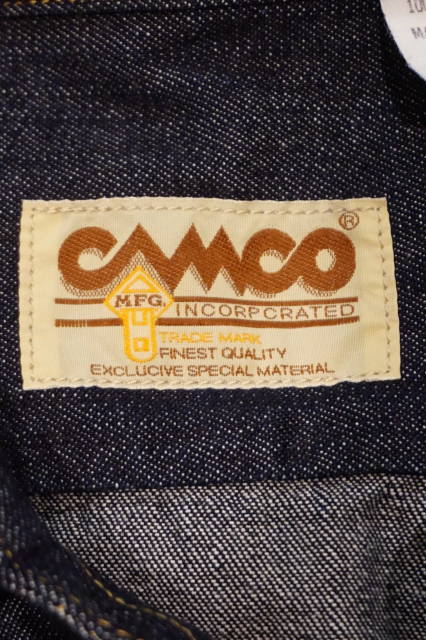 CAMCO®
MFG.
INCORPCRATED
TRADE MARK
FINEST QUALITY
EXCLUCIVE SPECIAL MATERIAL